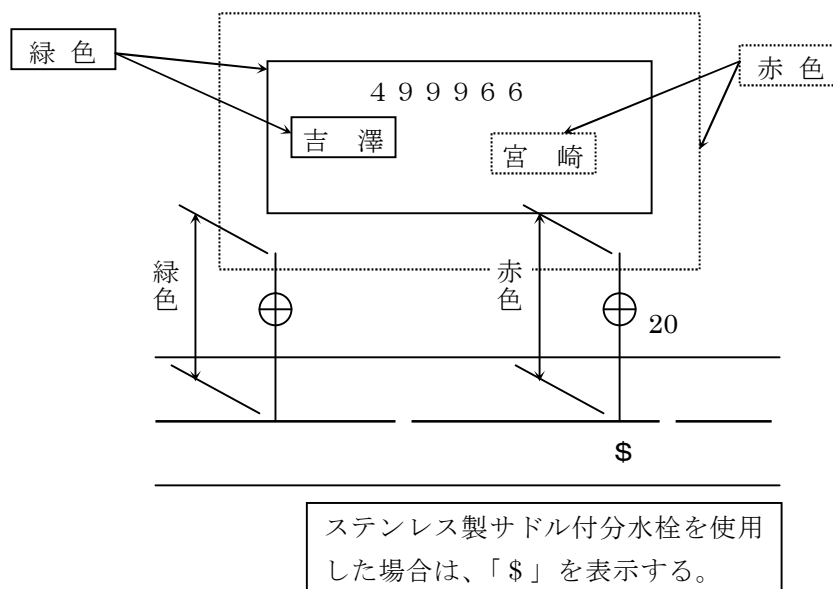 緑 色
赤 色
499966
吉 澤
宮 崎
緑色
赤色
20
$
ステンレス製サドル付分水栓を使用
した場合は、「$」を表示する。